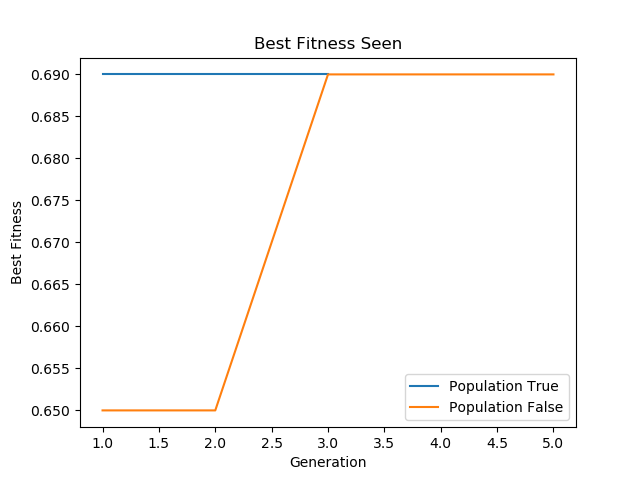 Best Fitness Seen
0.690
0.685
0.680
0.675
0.670
0.665
0.660
0.655
0.650
Best Fitness
Population True
Population False
1.0 1.5 2.0 2.5 3.0 3.5 4.0 4.5 5.0
Generation